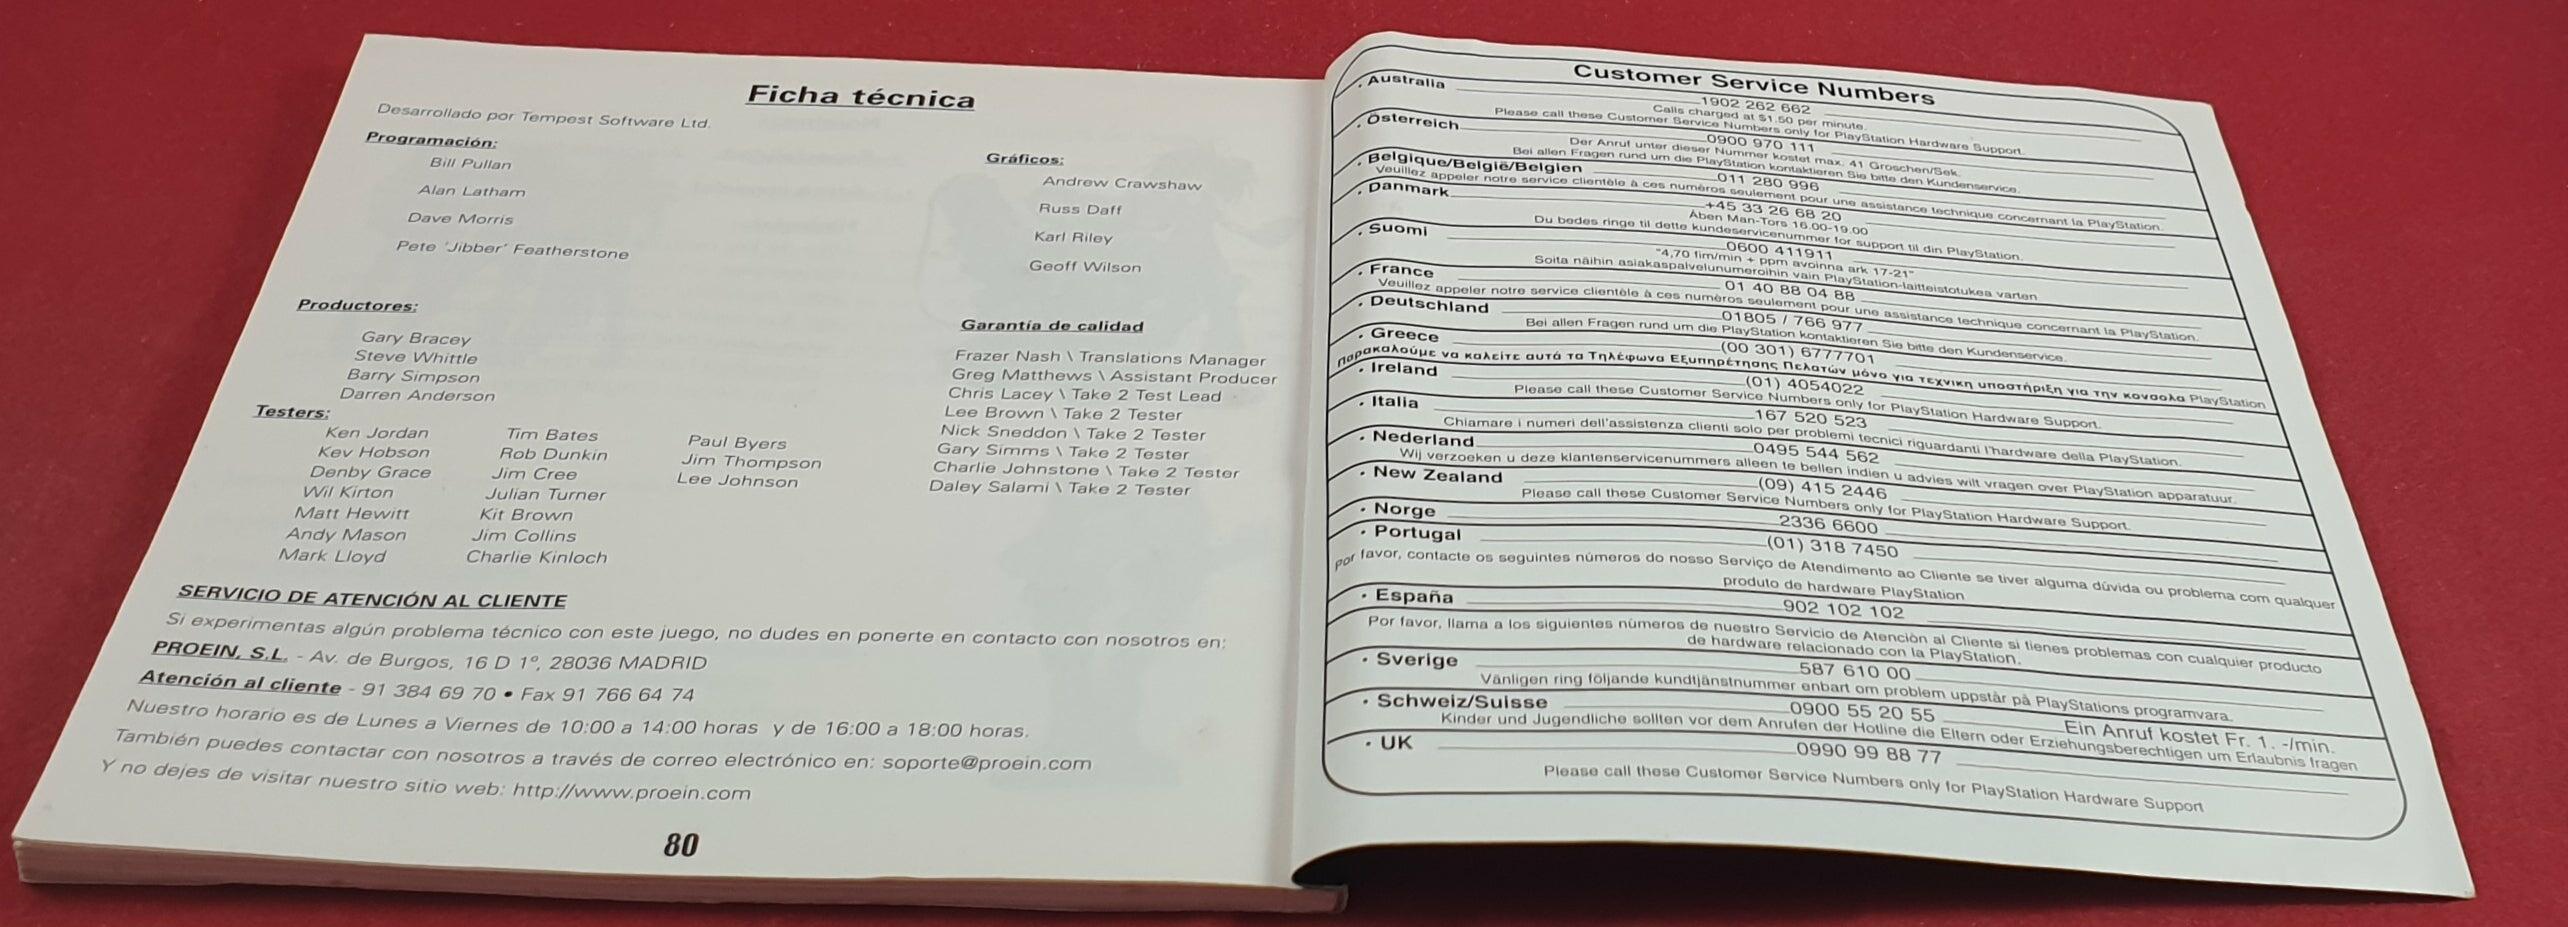 Ficha técnica
Desarrollado por Tempest Software Ltd.
Programación:
Bill Pullan
Alan Latham
Dave Morris
Pete 'Jibber' Featherstone
Gráficos:
Andrew Crawshaw
Russ Daff
Karl Riley
Geoff Wilson
Productores:
Gary Bracey
Steve Whittle
Barry Simpson
Darren Anderson
Testers:
Ken Jordan
Kev Hobson
Denby Grace
Wil Kirton
Matt Hewitt
Andy Mason
Mark Lloyd
Tim Bates
Rob Dunkin
Jim Cree
Julian Turner
Kit Brown
Jim Collins
Charlie Kinloch
Paul Byers
Jim Thompson
Lee Johnson
Garantía de calidad
Frazer Nash \ Translations Manager
Greg Matthews \ Assistant Producer
Chris Lacey \ Take 2 Test Lead
Lee Brown \ Take 2 Tester
Nick Sneddon \ Take 2 Tester
Gary Simms \ Take 2 Tester
Charlie Johnstone \ Take 2 Tester
Daley Salami \ Take 2 Tester
SERVICIO DE ATENCIÓN AL CLIENTE
Si experimentas algún problema técnico con este juego, no dudes en ponerte en contacto con nosotros en:
PROEIN, S.L. - Av. de Burgos, 16 D 1º, 28036 MADRID
Atención al cliente - 91 384 69 70 • Fax 91 766 64 74
Nuestro horario es de Lunes a Viernes de 10:00 a 14:00 horas y de 16:00 a 18:00 horas.
También puedes contactar con nosotros a través de correo electrónico en: soporte@proein.com
Y no dejes de visitar nuestro sitio web: http://www.proein.com
80
Customer Service Numbers
• Australia
1902 262 662
Calls charged at $1.50 per minute.
Please call these Customer Service Numbers only for PlayStation Hardware Support.
• Österreich
0900 970 111
Der Anruf unter dieser Nummer kostet max. 41 Groschen/Sek.
Bei allen Fragen rund um die PlayStation kontaktieren Sie bitte den Kundenservice.
• Belgique/België/Belgien
011 280 996
Veuillez appeler notre service clientèle à ces numèros seulement pour une assistance technique concernant la PlayStation.
• Danmark
+45 33 26 68 20
Åben Man-Tors 16.00-19.00
Du bedes ringe til dette kundeservicenummer for support til din PlayStation.
• Suomi
0600 411911
"4,70 fim/min + ppm avoinna ark 17-21"
Soita näihin asiakaspalvelunumeroihin vain PlayStation-laitteistotukea varten
• France
01 40 88 04 88
Veuillez appeler notre service clientèle à ces numèros seulement pour une assistance technique concernant la PlayStation.
• Deutschland
01805 / 766 977
Bei allen Fragen rund um die PlayStation kontaktieren Sie bitte den Kundenservice.
• Greece
(00 301) 6777701
Παρακαλούμε να καλείτε αυτά τα Τηλέφωνα Εξυπηρέτησης Πελατών μόνο για τεχνικη υποστήριξη για την κονσολα PlayStation
• Ireland
(01) 4054022
Please call these Customer Service Numbers only for PlayStation Hardware Support.
• Italia
167 520 523
Chiamare i numeri dell'assistenza clienti solo per problemi tecnici riguardanti l'hardware della PlayStation.
• Nederland
0495 544 562
Wij verzoeken u deze klantenservicenummers alleen te bellen indien u advies wilt vragen over PlayStation apparatuur.
• New Zealand
(09) 415 2446
Please call these Customer Service Numbers only for PlayStation Hardware Support.
• Norge
2336 6600
• Portugal
(01) 318 7450
Por favor, contacte os seguintes números do nosso Serviço de Atendimento ao Cliente se tiver alguma dúvida ou problema com qualquer
produto de hardware PlayStation
• España
902 102 102
Por favor, llama a los siguientes números de nuestro Servicio de Atención al Cliente si tienes problemas con cualquier producto
de hardware relacionado con la PlayStation.
• Sverige
587 610 00
Vänligen ring följande kundtjänstnummer enbart om problem uppstår på PlayStations programvara.
• Schweiz/Suisse
0900 55 20 55
Ein Anruf kostet Fr. 1. -/min.
Kinder und Jugendliche sollten vor dem Anrufen der Hotline die Eltern oder Erziehungsberechtigen um Erlaubnis fragen
• UK
0990 99 88 77
Please call these Customer Service Numbers only for PlayStation Hardware Support